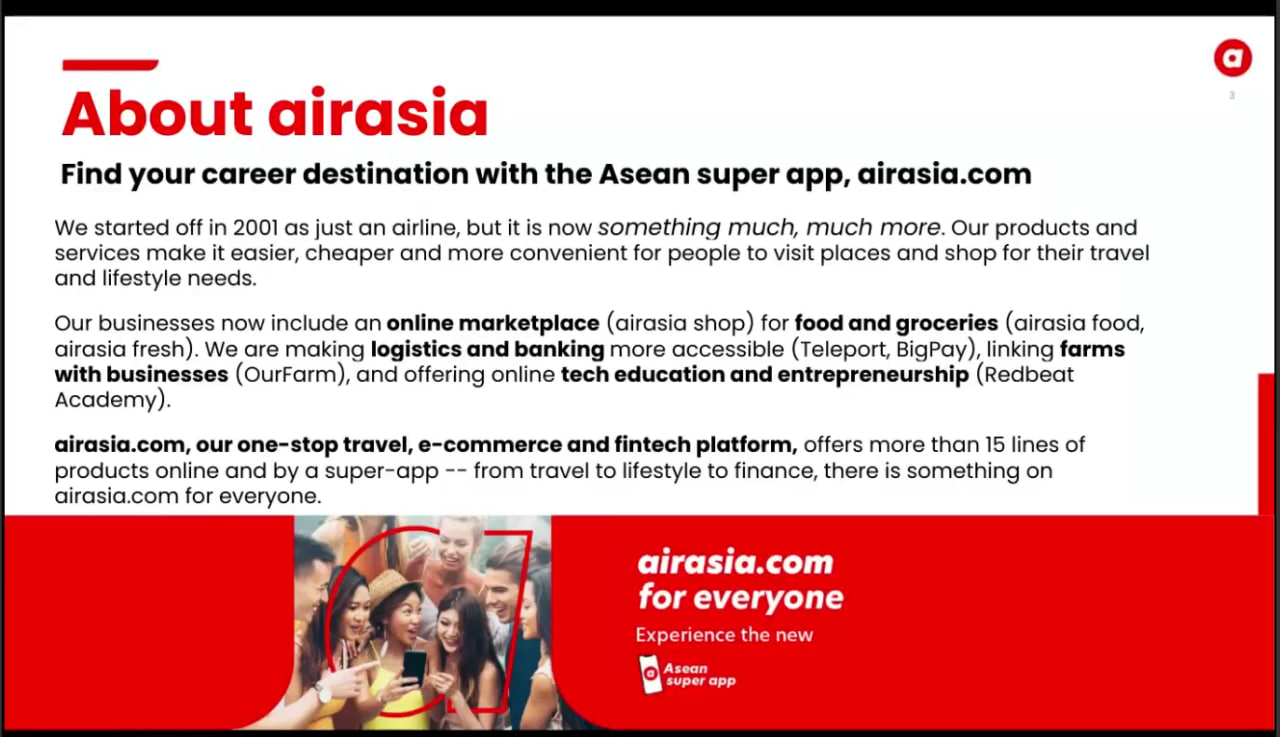 a
3
About airasia
Find your career destination with the Asean super app, airasia.com
We started off in 2001 as just an airline, but it is now something much, much more. Our products and
services make it easier, cheaper and more convenient for people to visit places and shop for their travel
and lifestyle needs.
Our businesses now include an online marketplace (airasia shop) for food and groceries (airasia food,
airasia fresh). We are making logistics and banking more accessible (Teleport, BigPay), linking farms
with businesses (OurFarm), and offering online tech education and entrepreneurship (Redbeat
Academy).
airasia.com, our one-stop travel, e-commerce and fintech platform, offers more than 15 lines of
products online and by a super-app -- from travel to lifestyle to finance, there is something on
airasia.com for everyone.
a
airasia.com
for everyone
Experience the new
a
Asean
super app